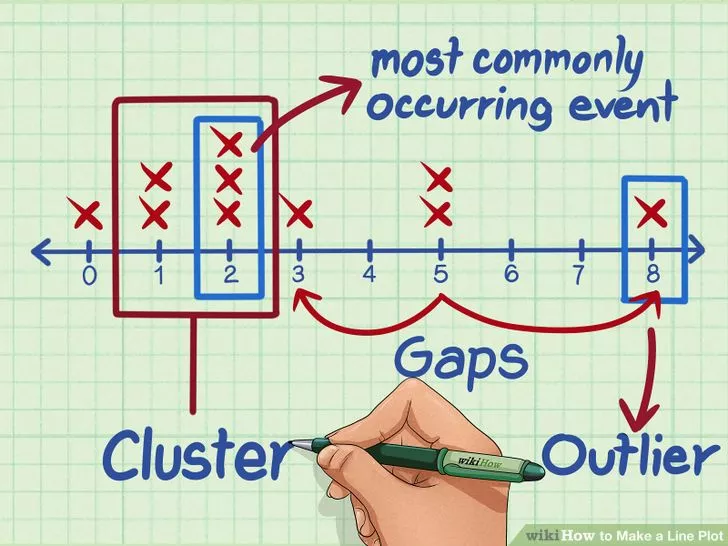 most commonly
occurring event
0 1 2 3 4 5 6 7 8
Gaps
Cluster
Outlier
wikiHow
wikiHow to Make a Line Plot